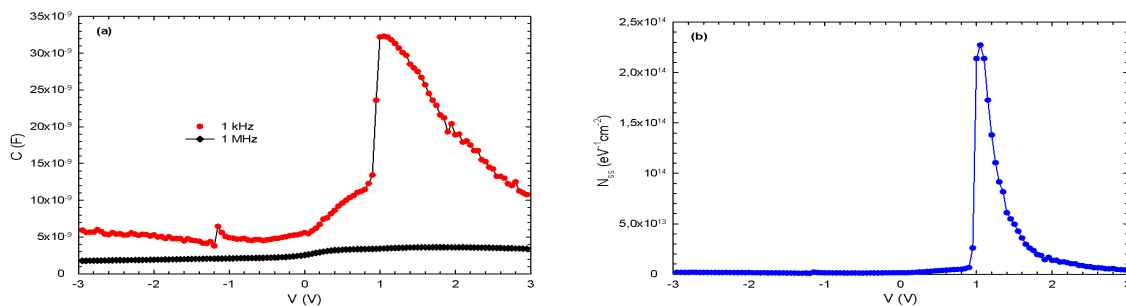 35x10⁻⁹
30x10⁻⁹
25x10⁻⁹
20x10⁻⁹
15x10⁻⁹
10x10⁻⁹
5x10⁻⁹
0
C (F)
(a)
1 kHz
1 MHz
-3 -2 -1 0 1 2 3
V (V)
2,5x10¹⁴
2,0x10¹⁴
1,5x10¹⁴
1,0x10¹⁴
5,0x10¹³
0
Nss (eV⁻¹cm⁻²)
(b)
-3 -2 -1 0 1 2 3
V (V)